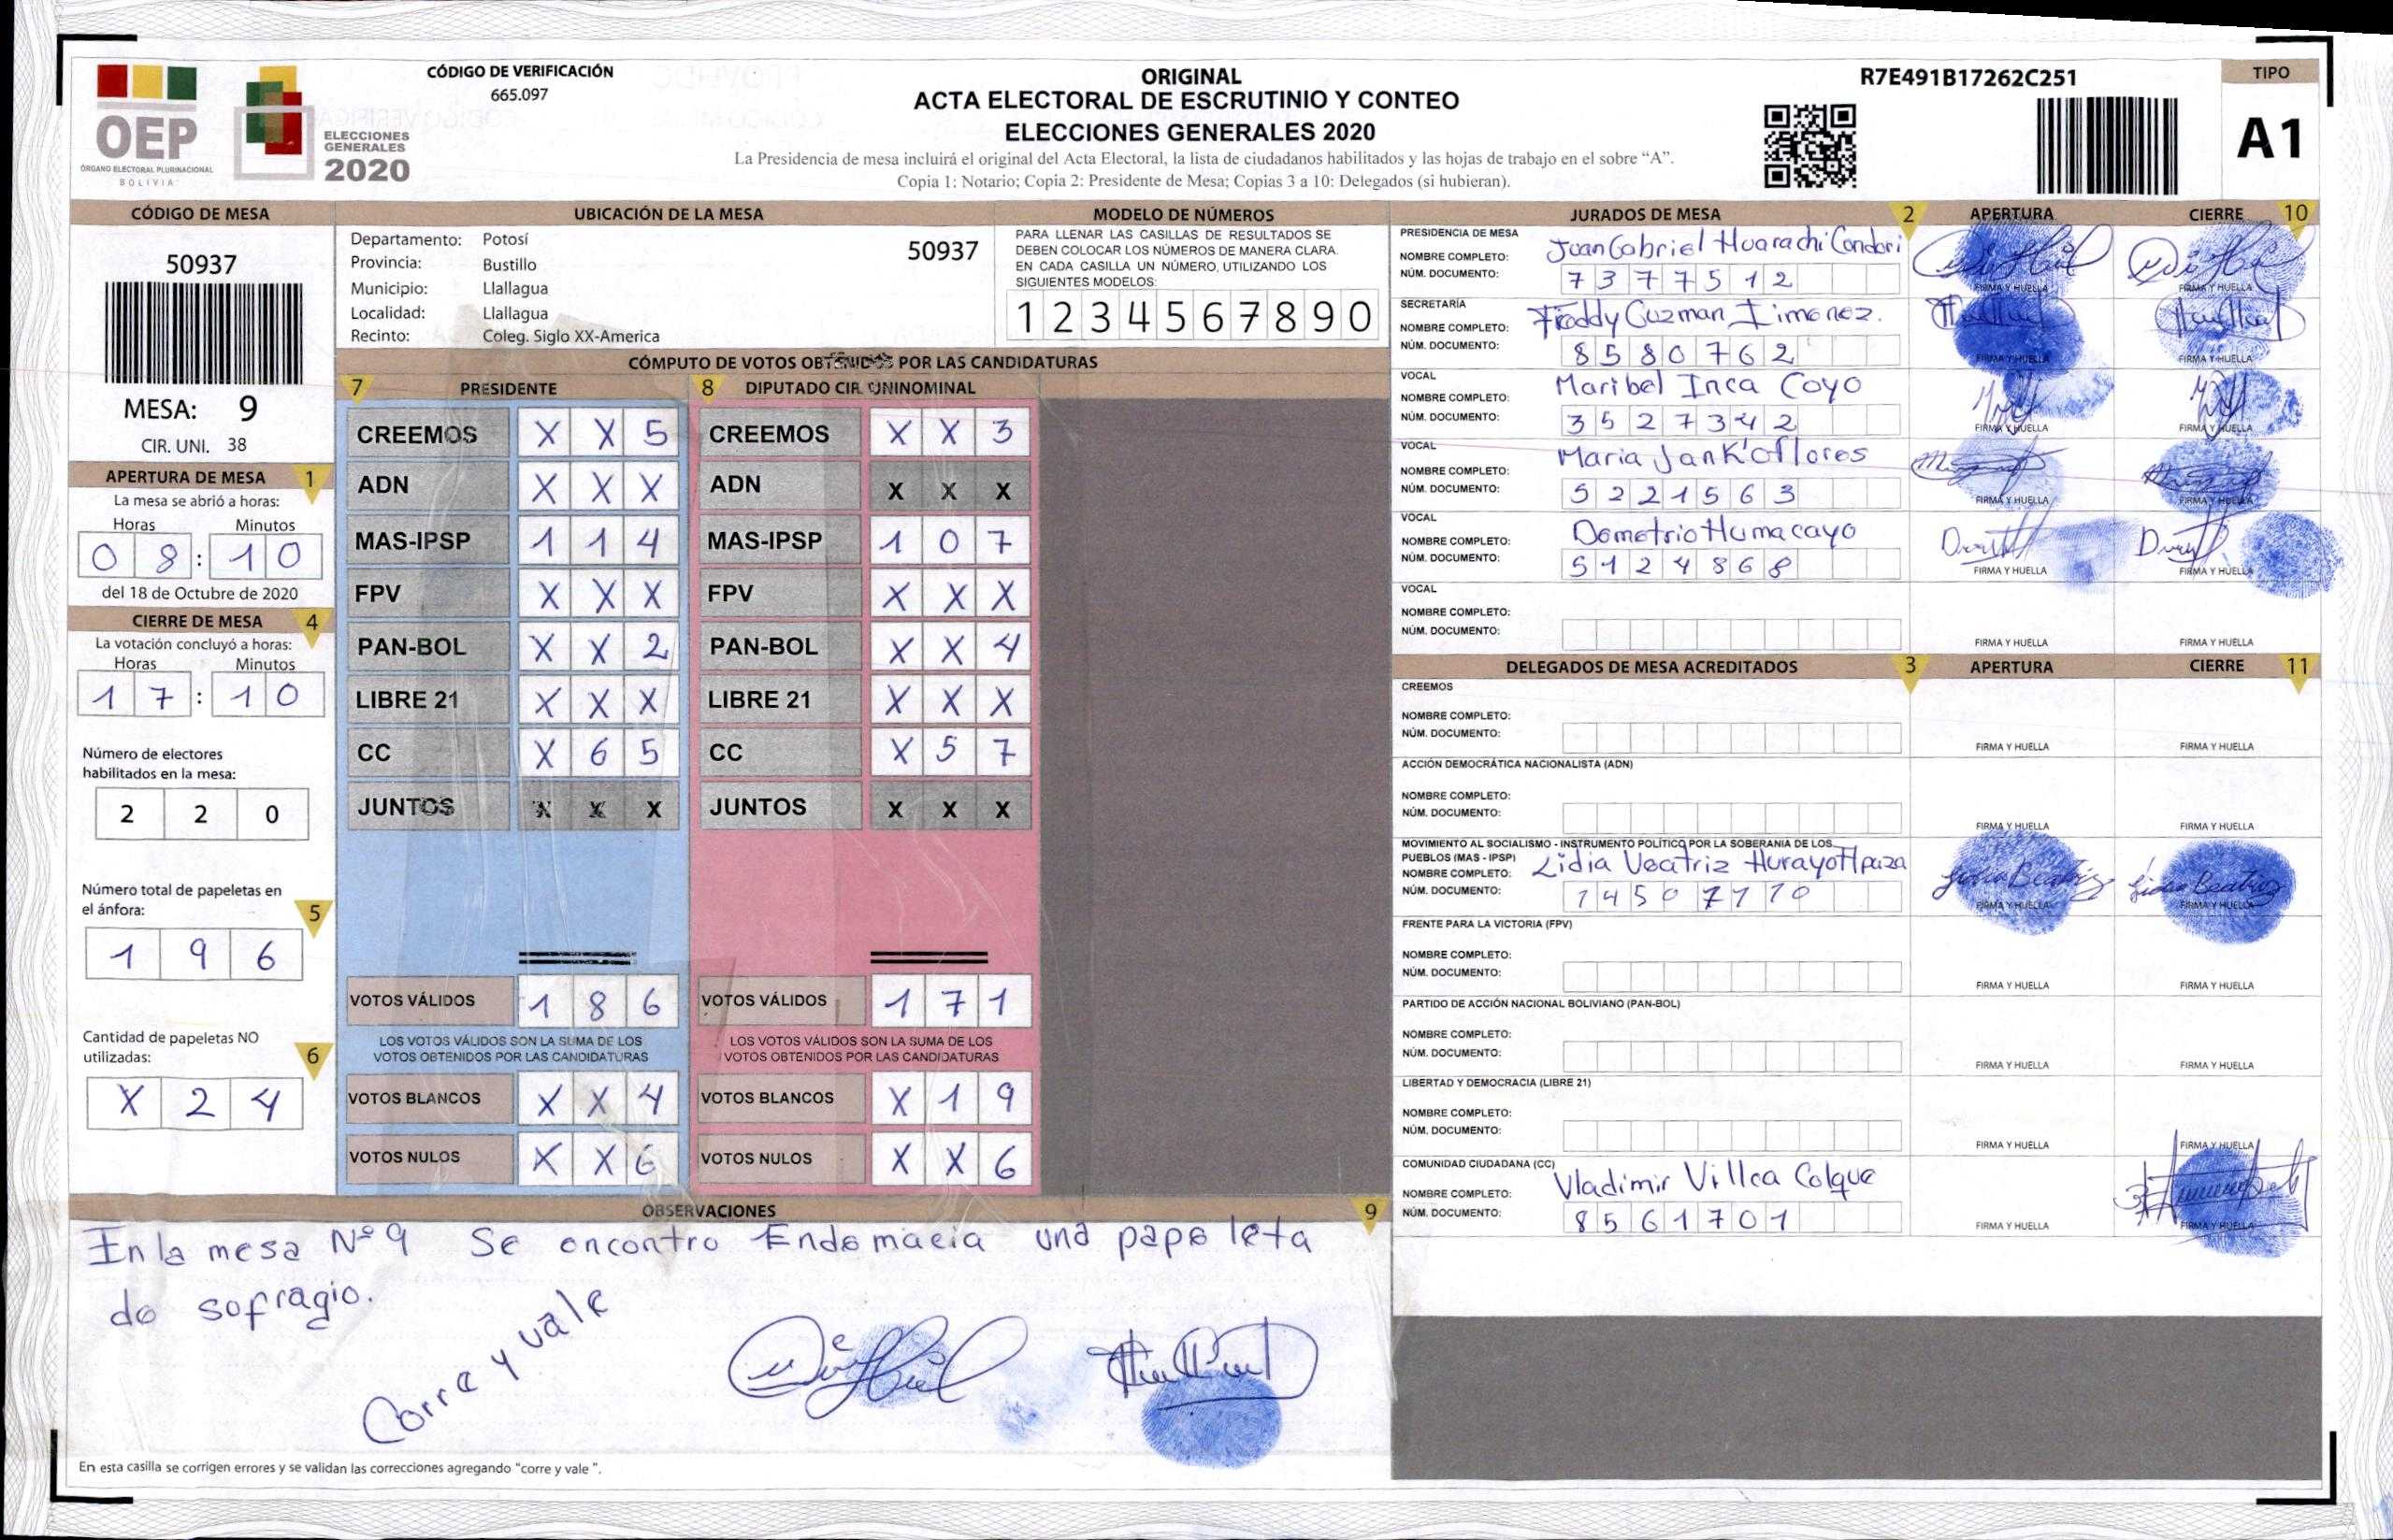 CÓDIGO DE VERIFICACIÓN
665.097
OEP
ÓRGANO ELECTORAL PLURINACIONAL
BOLIVIA
ELECCIONES
GENERALES
2020
ORIGINAL
ACTA ELECTORAL DE ESCRUTINIO Y CONTEO
ELECCIONES GENERALES 2020
La Presidencia de mesa incluirá el original del Acta Electoral, la lista de ciudadanos habilitados y las hojas de trabajo en el sobre “A”.
Copia 1: Notario; Copia 2: Presidente de Mesa; Copias 3 a 10: Delegados (si hubieran).
R7E491B17262C251
TIPO
A1
CÓDIGO DE MESA
50937
MESA: 9
CIR. UNI. 38
APERTURA DE MESA 1
La mesa se abrió a horas:
Horas Minutos
0 8 : 1 0
del 18 de Octubre de 2020
CIERRE DE MESA 4
La votación concluyó a horas:
Horas Minutos
1 7 : 1 0
Número de electores
habilitados en la mesa:
2 2 0
Número total de papeletas en
el ánfora: 5
1 9 6
Cantidad de papeletas NO
utilizadas: 6
X 2 4
UBICACIÓN DE LA MESA
Departamento: Potosí
50937
Provincia: Bustillo
Municipio: Llallagua
Localidad: Llallagua
Recinto: Coleg. Siglo XX-America
MODELO DE NÚMEROS
PARA LLENAR LAS CASILLAS DE RESULTADOS SE
DEBEN COLOCAR LOS NÚMEROS DE MANERA CLARA.
EN CADA CASILLA UN NÚMERO, UTILIZANDO LOS
SIGUIENTES MODELOS:
1 2 3 4 5 6 7 8 9 0
CÓMPUTO DE VOTOS OBTENIDOS POR LAS CANDIDATURAS
7 PRESIDENTE
CREEMOS X X 5
ADN X X X
MAS-IPSP 1 1 4
FPV X X X
PAN-BOL X X 2
LIBRE 21 X X X
CC X 6 5
JUNTOS X X X
VOTOS VÁLIDOS 1 8 6
LOS VOTOS VÁLIDOS SON LA SUMA DE LOS
VOTOS OBTENIDOS POR LAS CANDIDATURAS
VOTOS BLANCOS X X 4
VOTOS NULOS X X 6
8 DIPUTADO CIR. UNINOMINAL
CREEMOS X X 3
ADN X X X
MAS-IPSP 1 0 7
FPV X X X
PAN-BOL X X 4
LIBRE 21 X X X
CC X 5 7
JUNTOS X X X
VOTOS VÁLIDOS 1 7 1
LOS VOTOS VÁLIDOS SON LA SUMA DE LOS
VOTOS OBTENIDOS POR LAS CANDIDATURAS
VOTOS BLANCOS X 1 9
VOTOS NULOS X X 6
OBSERVACIONES 9
In la mesa Nº 9 Se encontro Endemacia una papeleta
de sofragio.
Corre y vale
En esta casilla se corrigen errores y se validan las correcciones agregando “corre y vale ”.
JURADOS DE MESA 2 APERTURA CIERRE 10
PRESIDENCIA DE MESA
NOMBRE COMPLETO: Juan Gabriel Huarachi Condori
NÚM. DOCUMENTO: 7 3 7 7 5 1 2
FIRMA Y HUELLA FIRMA Y HUELLA
SECRETARÍA
NOMBRE COMPLETO: Freddy Guzman Jimenez.
NÚM. DOCUMENTO: 8 5 8 0 7 6 2
FIRMA Y HUELLA FIRMA Y HUELLA
VOCAL
NOMBRE COMPLETO: Maribel Inca Coyo
NÚM. DOCUMENTO: 3 5 2 7 3 4 2
FIRMA Y HUELLA FIRMA Y HUELLA
VOCAL
NOMBRE COMPLETO: Maria Jank'o flores
NÚM. DOCUMENTO: 5 2 2 1 5 6 3
FIRMA Y HUELLA FIRMA Y HUELLA
VOCAL
NOMBRE COMPLETO: Demetrio Humacayo
NÚM. DOCUMENTO: 5 1 2 4 8 6 8
FIRMA Y HUELLA FIRMA Y HUELLA
VOCAL
NOMBRE COMPLETO:
NÚM. DOCUMENTO:
FIRMA Y HUELLA FIRMA Y HUELLA
DELEGADOS DE MESA ACREDITADOS 3 APERTURA CIERRE 11
CREEMOS
NOMBRE COMPLETO:
NÚM. DOCUMENTO:
FIRMA Y HUELLA FIRMA Y HUELLA
ACCIÓN DEMOCRÁTICA NACIONALISTA (ADN)
NOMBRE COMPLETO:
NÚM. DOCUMENTO:
FIRMA Y HUELLA FIRMA Y HUELLA
MOVIMIENTO AL SOCIALISMO - INSTRUMENTO POLÍTICO POR LA SOBERANIA DE LOS
PUEBLOS (MAS - IPSP)
NOMBRE COMPLETO: Lidia Veatriz Hurayo Apaza
NÚM. DOCUMENTO: 1 4 5 0 7 1 1 0
FIRMA Y HUELLA FIRMA Y HUELLA
FRENTE PARA LA VICTORIA (FPV)
NOMBRE COMPLETO:
NÚM. DOCUMENTO:
FIRMA Y HUELLA FIRMA Y HUELLA
PARTIDO DE ACCIÓN NACIONAL BOLIVIANO (PAN-BOL)
NOMBRE COMPLETO:
NÚM. DOCUMENTO:
FIRMA Y HUELLA FIRMA Y HUELLA
LIBERTAD Y DEMOCRACIA (LIBRE 21)
NOMBRE COMPLETO:
NÚM. DOCUMENTO:
FIRMA Y HUELLA FIRMA Y HUELLA
COMUNIDAD CIUDADANA (CC)
NOMBRE COMPLETO: Vladimir Villca Colque
NÚM. DOCUMENTO: 8 5 6 1 7 0 1
FIRMA Y HUELLA FIRMA Y HUELLA